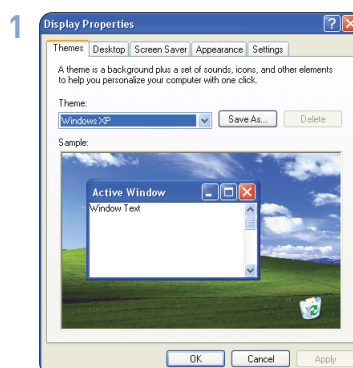 1
Display Properties
Themes Desktop Screen Saver Appearance Settings
A theme is a background plus a set of sounds, icons, and other elements
to help you personalize your computer with one click.
Theme:
Windows XP Save As... Delete
Sample:
Active Window
Window Text
OK Cancel Apply